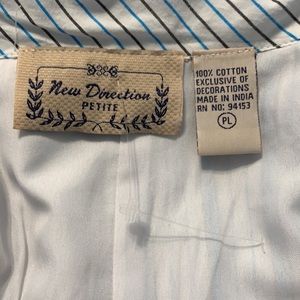 New Direction
PETITE
100% COTTON
EXCLUSIVE OF
DECORATIONS
MADE IN INDIA
RN NO: 94153
PL